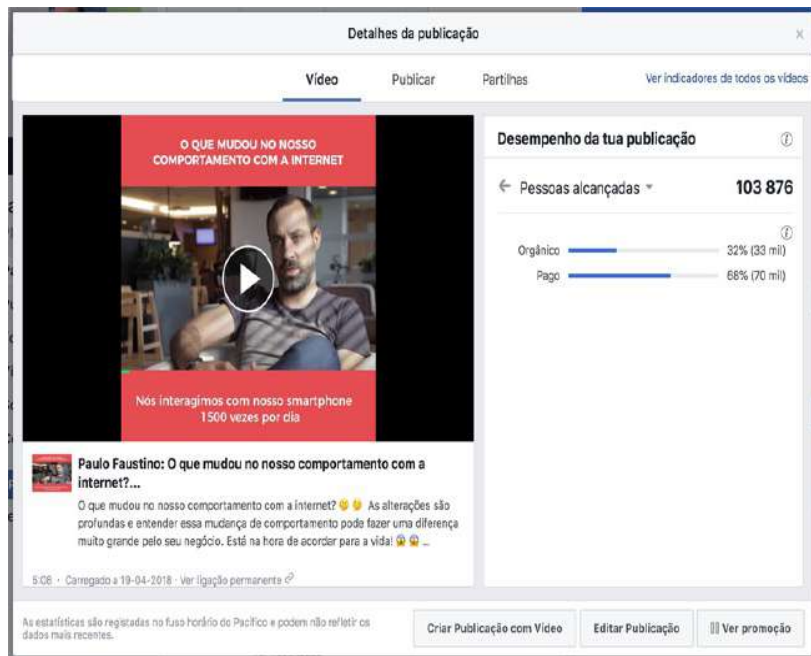 Detalhes da publicação
Vídeo Publicar Partilhas Ver indicadores de todos os vídeos
O QUE MUDOU NO NOSSO
COMPORTAMENTO COM A INTERNET
Nós interagimos com nosso smartphone
1500 vezes por dia
Paulo Faustino: O que mudou no nosso comportamento com a
internet?...
O que mudou no nosso comportamento com a internet? As alterações são
profundas e entender essa mudança de comportamento pode fazer uma diferença
muito grande pelo seu negócio. Está na hora de acordar para a vida! ...
5:08 · Carregado a 19-04-2018 · Ver ligação permanente
Desempenho da tua publicação
Pessoas alcançadas 103 876
Orgânico 32% (33 mil)
Pago 68% (70 mil)
As estatísticas são registadas no fuso horário do Pacífico e podem não refletir os
dados mais recentes.
Criar Publicação com Vídeo Editar Publicação Ver promoção